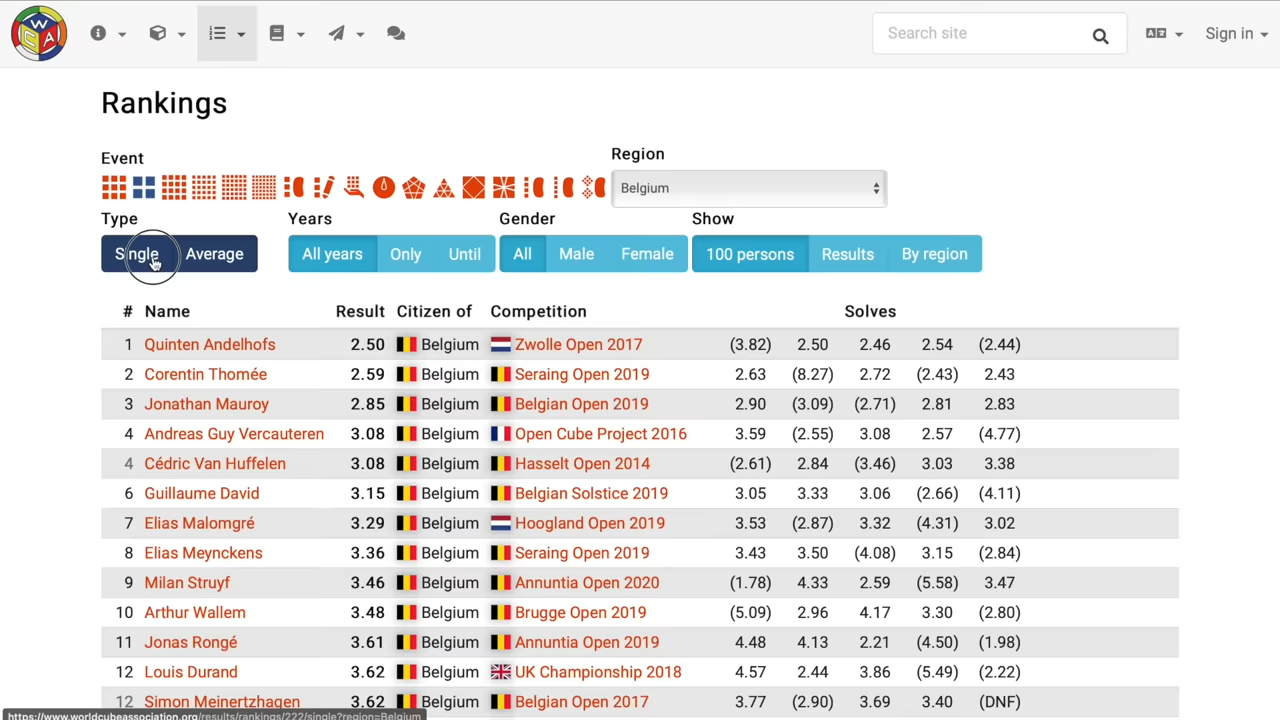 W
C A
Search site
Sign in
Rankings
Event
Region
Belgium
Type
Years
Gender
Show
Single Average
All years Only Until
All Male Female
100 persons Results By region
# Name Result Citizen of Competition Solves
1 Quinten Andelhofs 2.50 Belgium Zwolle Open 2017 (3.82) 2.50 2.46 2.54 (2.44)
2 Corentin Thomée 2.59 Belgium Seraing Open 2019 2.63 (8.27) 2.72 (2.43) 2.43
3 Jonathan Mauroy 2.85 Belgium Belgian Open 2019 2.90 (3.09) (2.71) 2.81 2.83
4 Andreas Guy Vercauteren 3.08 Belgium Open Cube Project 2016 3.59 (2.55) 3.08 2.57 (4.77)
4 Cédric Van Huffelen 3.08 Belgium Hasselt Open 2014 (2.61) 2.84 (3.46) 3.03 3.38
6 Guillaume David 3.15 Belgium Belgian Solstice 2019 3.05 3.33 3.06 (2.66) (4.11)
7 Elias Malomgré 3.29 Belgium Hoogland Open 2019 3.53 (2.87) 3.32 (4.31) 3.02
8 Elias Meynckens 3.36 Belgium Seraing Open 2019 3.43 3.50 (4.08) 3.15 (2.84)
9 Milan Struyf 3.46 Belgium Annuntia Open 2020 (1.78) 4.33 2.59 (5.58) 3.47
10 Arthur Wallem 3.48 Belgium Brugge Open 2019 (5.09) 2.96 4.17 3.30 (2.80)
11 Jonas Rongé 3.61 Belgium Annuntia Open 2019 4.48 4.13 2.21 (4.50) (1.98)
12 Louis Durand 3.62 Belgium UK Championship 2018 4.57 2.44 3.86 (5.49) (2.22)
12 Simon Meinertzhagen 3.62 Belgium Belgian Open 2017 3.77 (2.90) 3.69 3.40 (DNF)
https://www.worldcubeassociation.org/results/rankings/222/single?region=Belgium